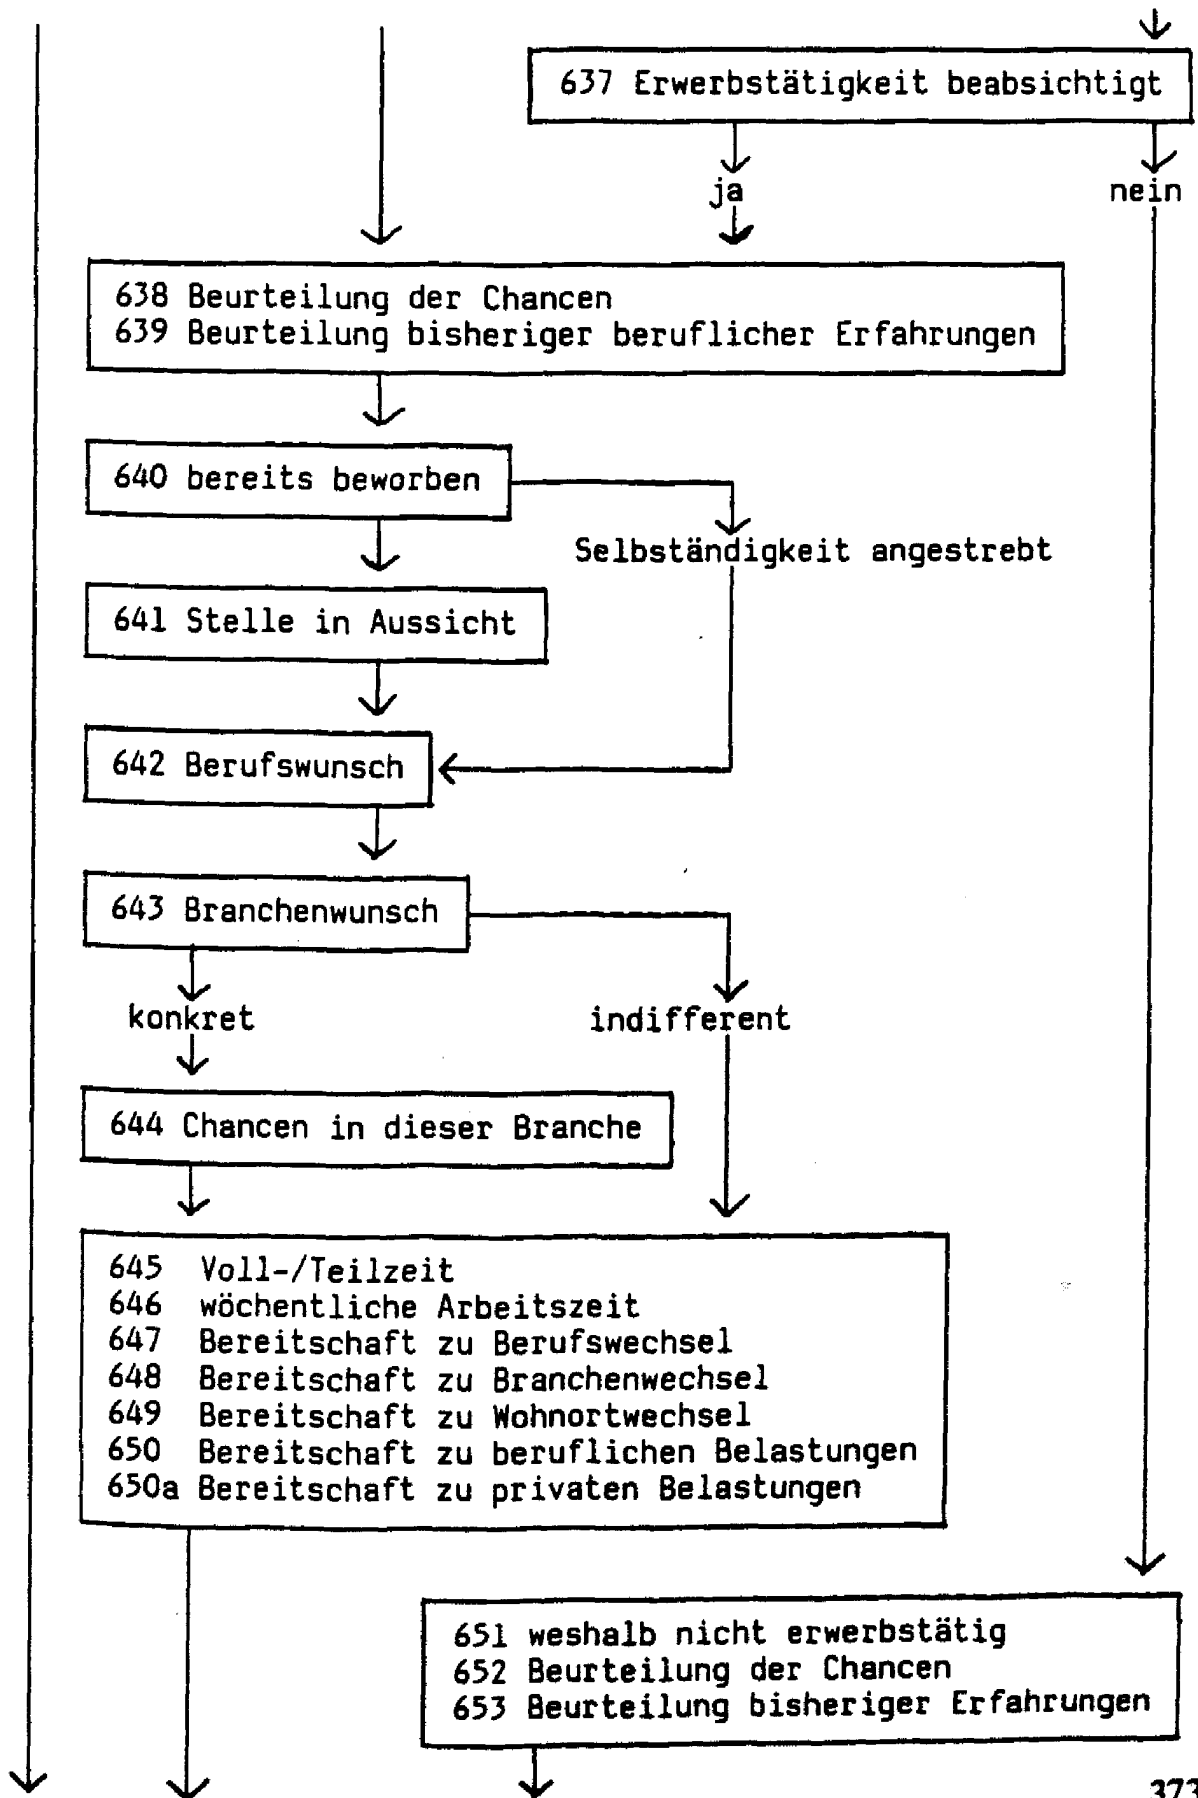 637 Erwerbstätigkeit beabsichtigt
ja
nein
638 Beurteilung der Chancen
639 Beurteilung bisheriger beruflicher Erfahrungen
640 bereits beworben
Selbständigkeit angestrebt
641 Stelle in Aussicht
642 Berufswunsch
643 Branchenwunsch
konkret
indifferent
644 Chancen in dieser Branche
645 Voll-/Teilzeit
646 wöchentliche Arbeitszeit
647 Bereitschaft zu Berufswechsel
648 Bereitschaft zu Branchenwechsel
649 Bereitschaft zu Wohnortwechsel
650 Bereitschaft zu beruflichen Belastungen
650a Bereitschaft zu privaten Belastungen
651 weshalb nicht erwerbstätig
652 Beurteilung der Chancen
653 Beurteilung bisheriger Erfahrungen
373